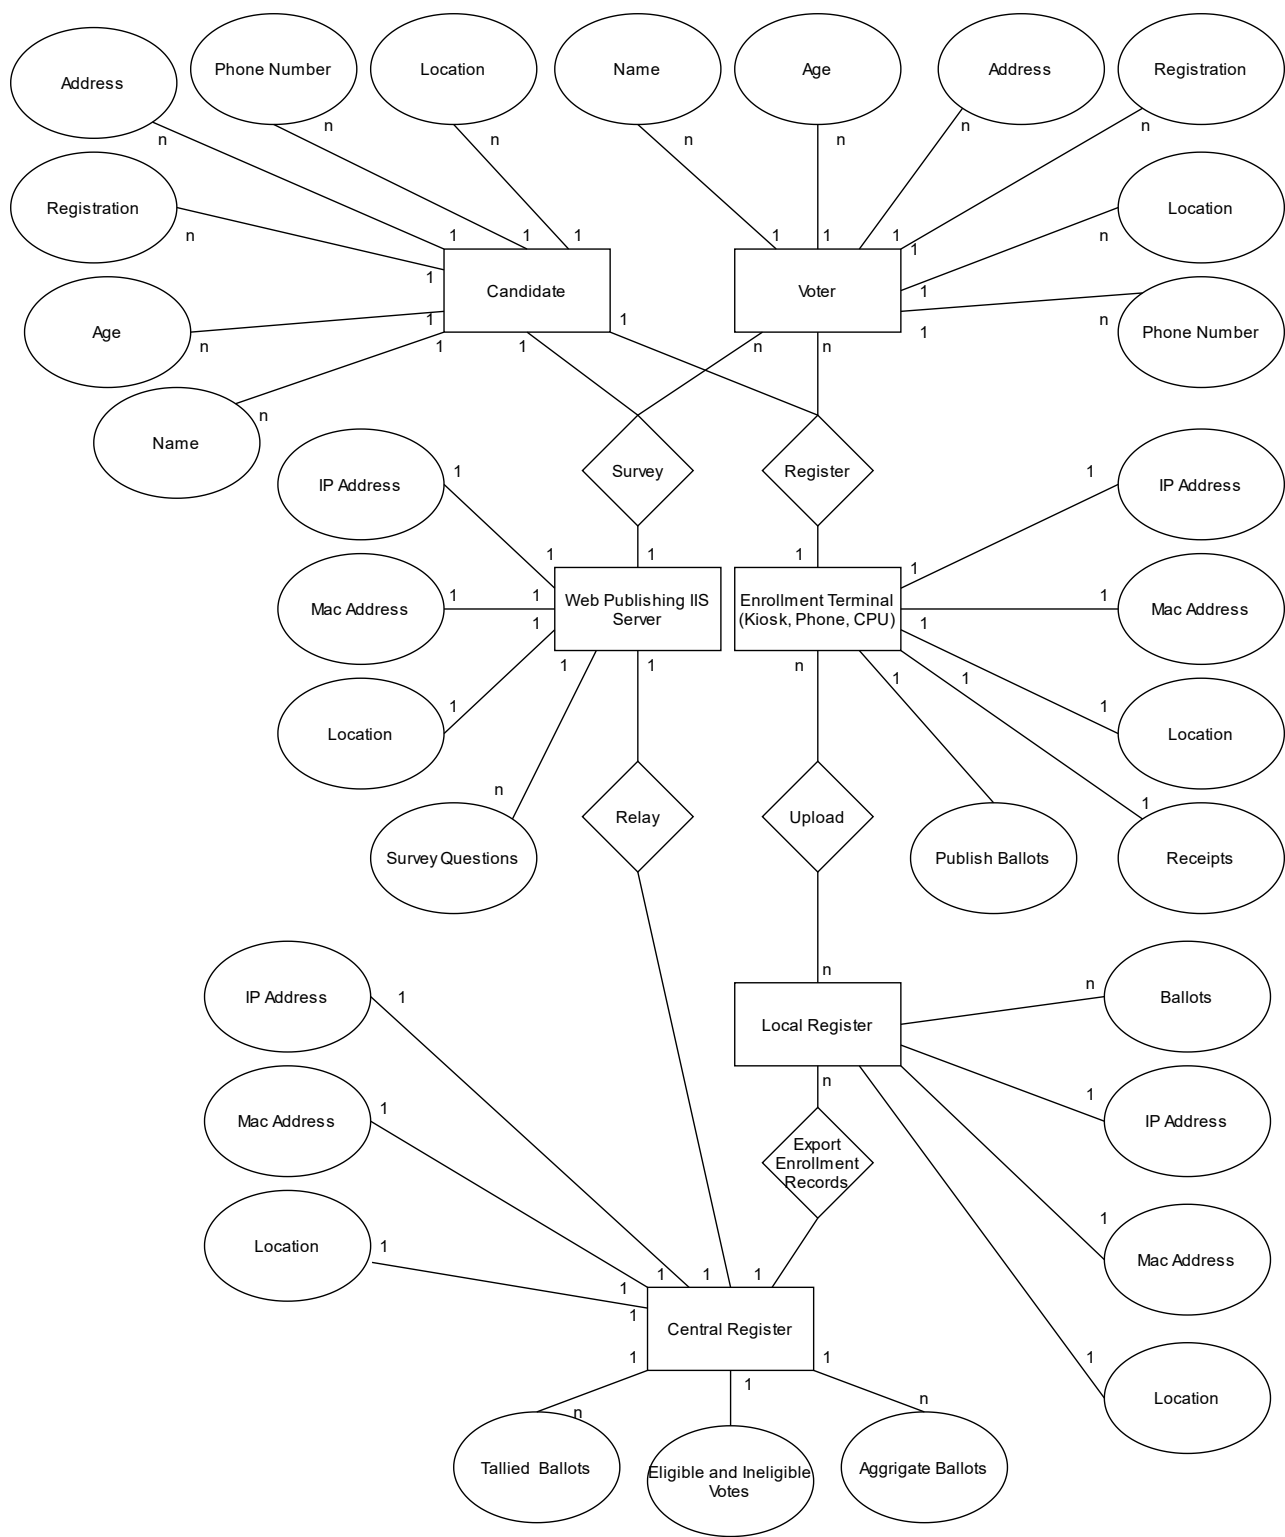 Address
Phone Number
Location
Name
Age
Address
Registration
n
n
n
n
n
n
n
Registration
Location
n
n
1
1
1
1
1
1
1
1
Candidate
Voter
1
Age
1
1
n
Phone Number
n
1
1
n
n
1
Name
n
IP Address
1
Survey
Register
1
IP Address
1
1
1
1
Mac Address
1
1
Web Publishing IIS
Server
Enrollment Terminal
(Kiosk, Phone, CPU)
1
Mac Address
1
1
1
1
n
1
1
Location
1
1
Location
n
Relay
Upload
1
Survey Questions
Publish Ballots
Receipts
n
IP Address
1
n
Ballots
Local Register
Mac Address
1
n
1
IP Address
Export
Enrollment
Records
Location
1
1
Mac Address
1
1
1
1
1
Central Register
1
1
1
1
n
n
Location
Tallied  Ballots
Eligible and Ineligible
Votes
Aggrigate Ballots